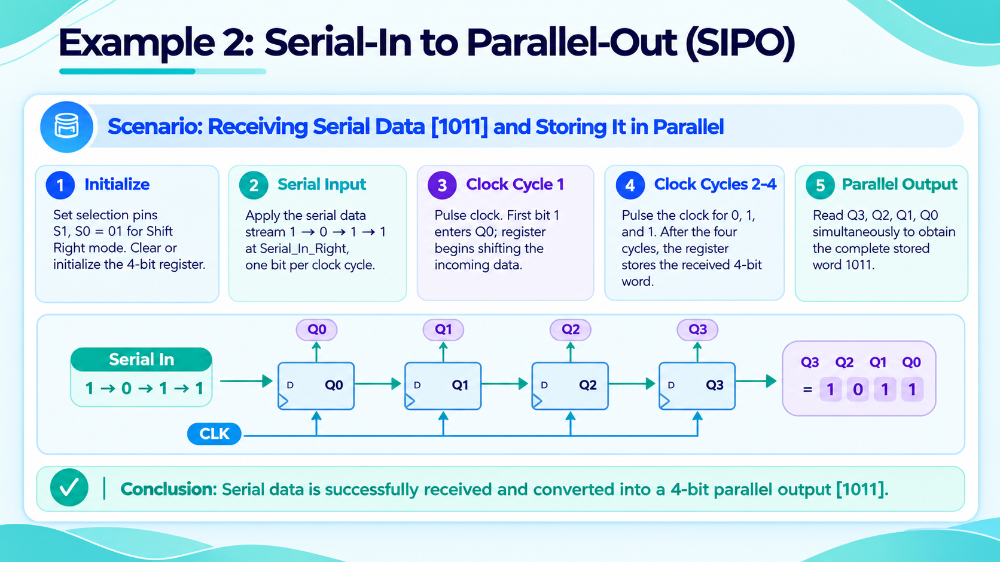 Example 2: Serial-In to Parallel-Out (SIPO)
Scenario: Receiving Serial Data [1011] and Storing It in Parallel
1 Initialize
Set selection pins
S1, S0 = 01 for Shift
Right mode. Clear or
initialize the 4-bit register.
2 Serial Input
Apply the serial data
stream 1 → 0 → 1 → 1
at Serial_In_Right,
one bit per clock cycle.
3 Clock Cycle 1
Pulse clock. First bit 1
enters Q0; register
begins shifting the
incoming data.
4 Clock Cycles 2-4
Pulse the clock for 0, 1,
and 1. After the four
cycles, the register
stores the received 4-bit
word.
5 Parallel Output
Read Q3, Q2, Q1, Q0
simultaneously to obtain
the complete stored
word 1011.
Q0 Q1 Q2 Q3
Serial In
1 → 0 → 1 → 1
D Q0 D Q1 D Q2 D Q3
Q3 Q2 Q1 Q0
= 1 0 1 1
CLK
Conclusion: Serial data is successfully received and converted into a 4-bit parallel output [1011].